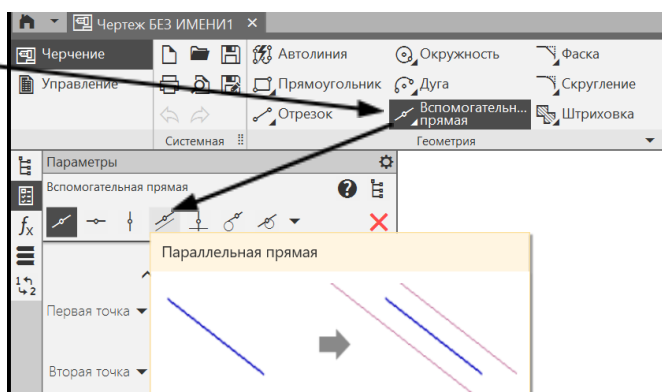 Чертеж БЕЗ ИМЕНИ1
Черчение
Автолиния
Окружность
Фаска
Управление
Прямоугольник
Дуга
Скругление
Отрезок
Вспомогательн...
прямая
Штриховка
Системная
Геометрия
Параметры
Вспомогательная прямая
Параллельная прямая
Первая точка
Вторая точка